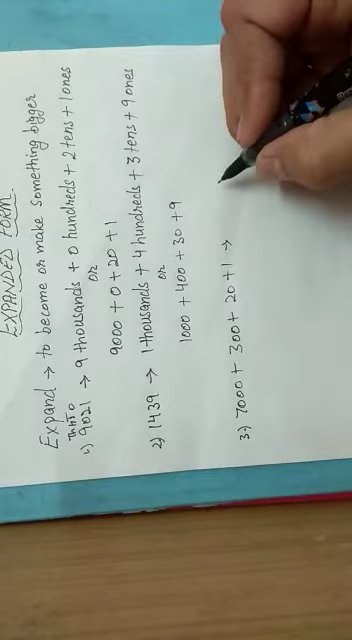 EXPANDED FORM
Expand → to become or make something bigger
Th H T O
1) 9021 → 9 thousands + 0 hundreds + 2 tens + 1 ones
or
9000 + 0 + 20 + 1
2) 1439 → 1 thousands + 4 hundreds + 3 tens + 9 ones
or
1000 + 400 + 30 + 9
3) 7000 + 300 + 20 + 1 →